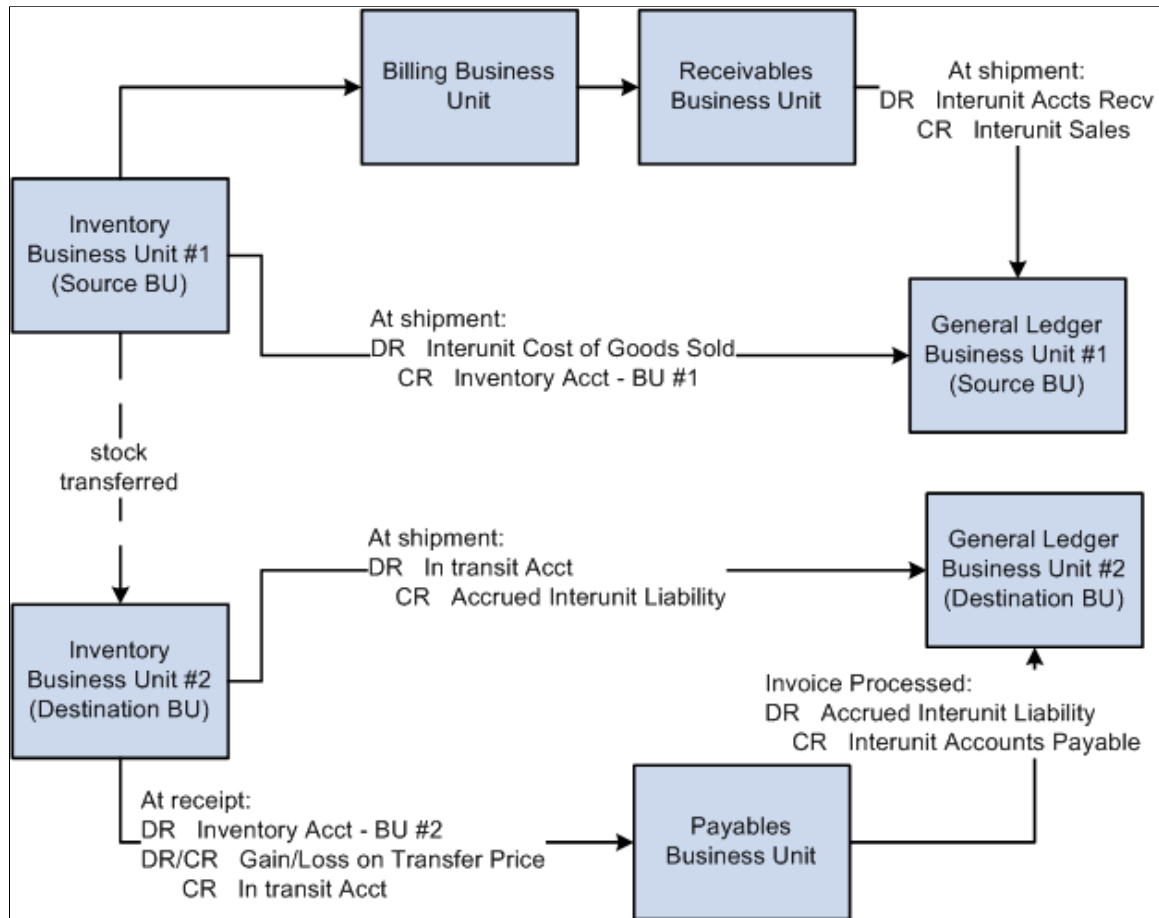 Billing Business
Unit
Receivables
Business Unit
At shipment:
DR Interunit Accts Recv
CR Interunit Sales
Inventory
Business Unit #1
(Source BU)
At shipment:
DR Interunit Cost of Goods Sold
CR Inventory Acct - BU #1
General Ledger
Business Unit #1
(Source BU)
stock
transferred
At shipment:
DR In transit Acct
CR Accrued Interunit Liability
General Ledger
Business Unit #2
(Destination BU)
Inventory
Business Unit #2
(Destination BU)
Invoice Processed:
DR Accrued Interunit Liability
CR Interunit Accounts Payable
At receipt:
DR Inventory Acct - BU #2
DR/CR Gain/Loss on Transfer Price
CR In transit Acct
Payables
Business Unit